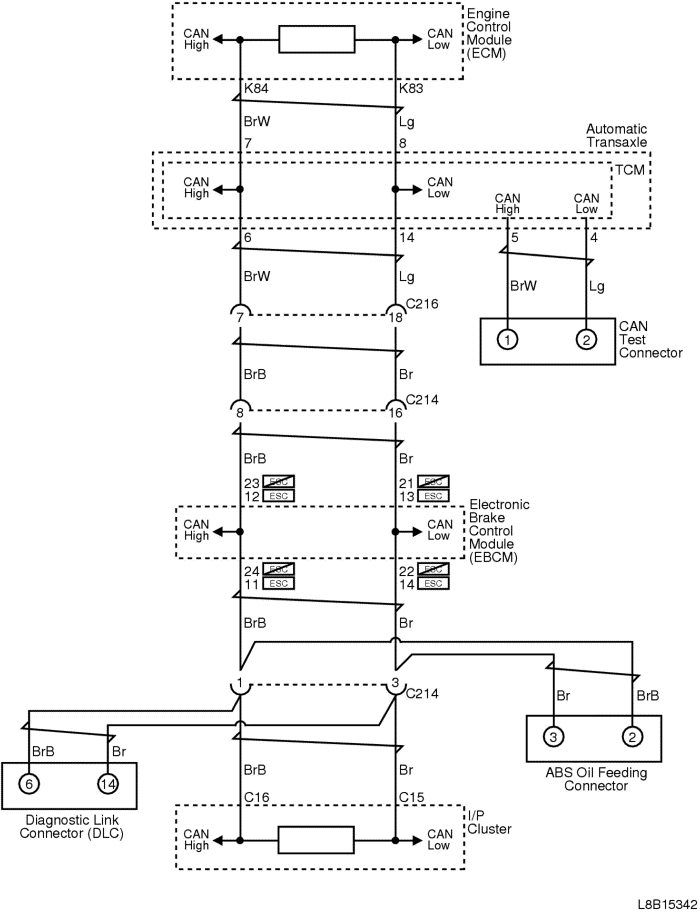 Engine
Control
Module
(ECM)
CAN
High
CAN
Low
K84
K83
BrW
Lg
7
8
Automatic
Transaxle
TCM
CAN
High
CAN
Low
CAN
High
CAN
Low
6
14
5
4
BrW
Lg
BrW
Lg
C216
7
18
1
2
CAN
Test
Connector
BrB
Br
C214
8
16
BrB
Br
23 ESC
12 ESC
21 ESC
13 ESC
Electronic
Brake
Control
Module
(EBCM)
CAN
High
CAN
Low
24 ESC
11 ESC
22 ESC
14 ESC
BrB
Br
1
3
C214
Br
BrB
3
2
ABS Oil Feeding
Connector
BrB
Br
6
14
Diagnostic Link
Connector (DLC)
BrB
Br
C16
C15
I/P
Cluster
CAN
High
CAN
Low
L8B15342